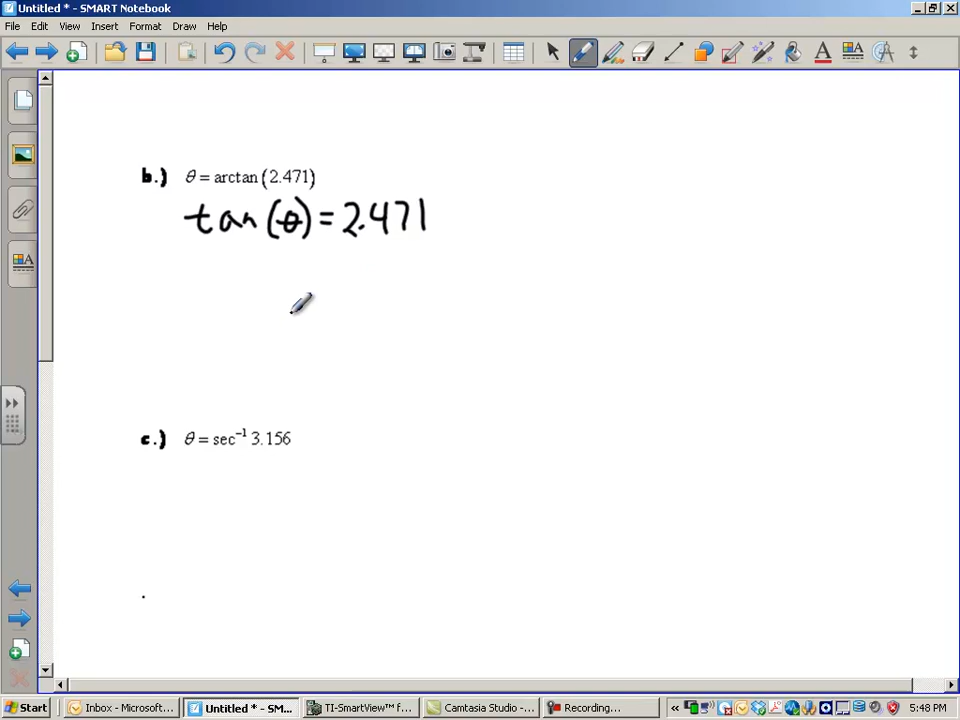 Untitled * - SMART Notebook
File Edit View Insert Format Draw Help
b.) θ = arctan (2.471)
tan (θ) = 2.471
c.) θ = sec⁻¹ 3.156
.
Start Inbox - Microsoft... Untitled * - SM... TI-SmartView™ f... Camtasia Studio -... Recording... « 5:48 PM